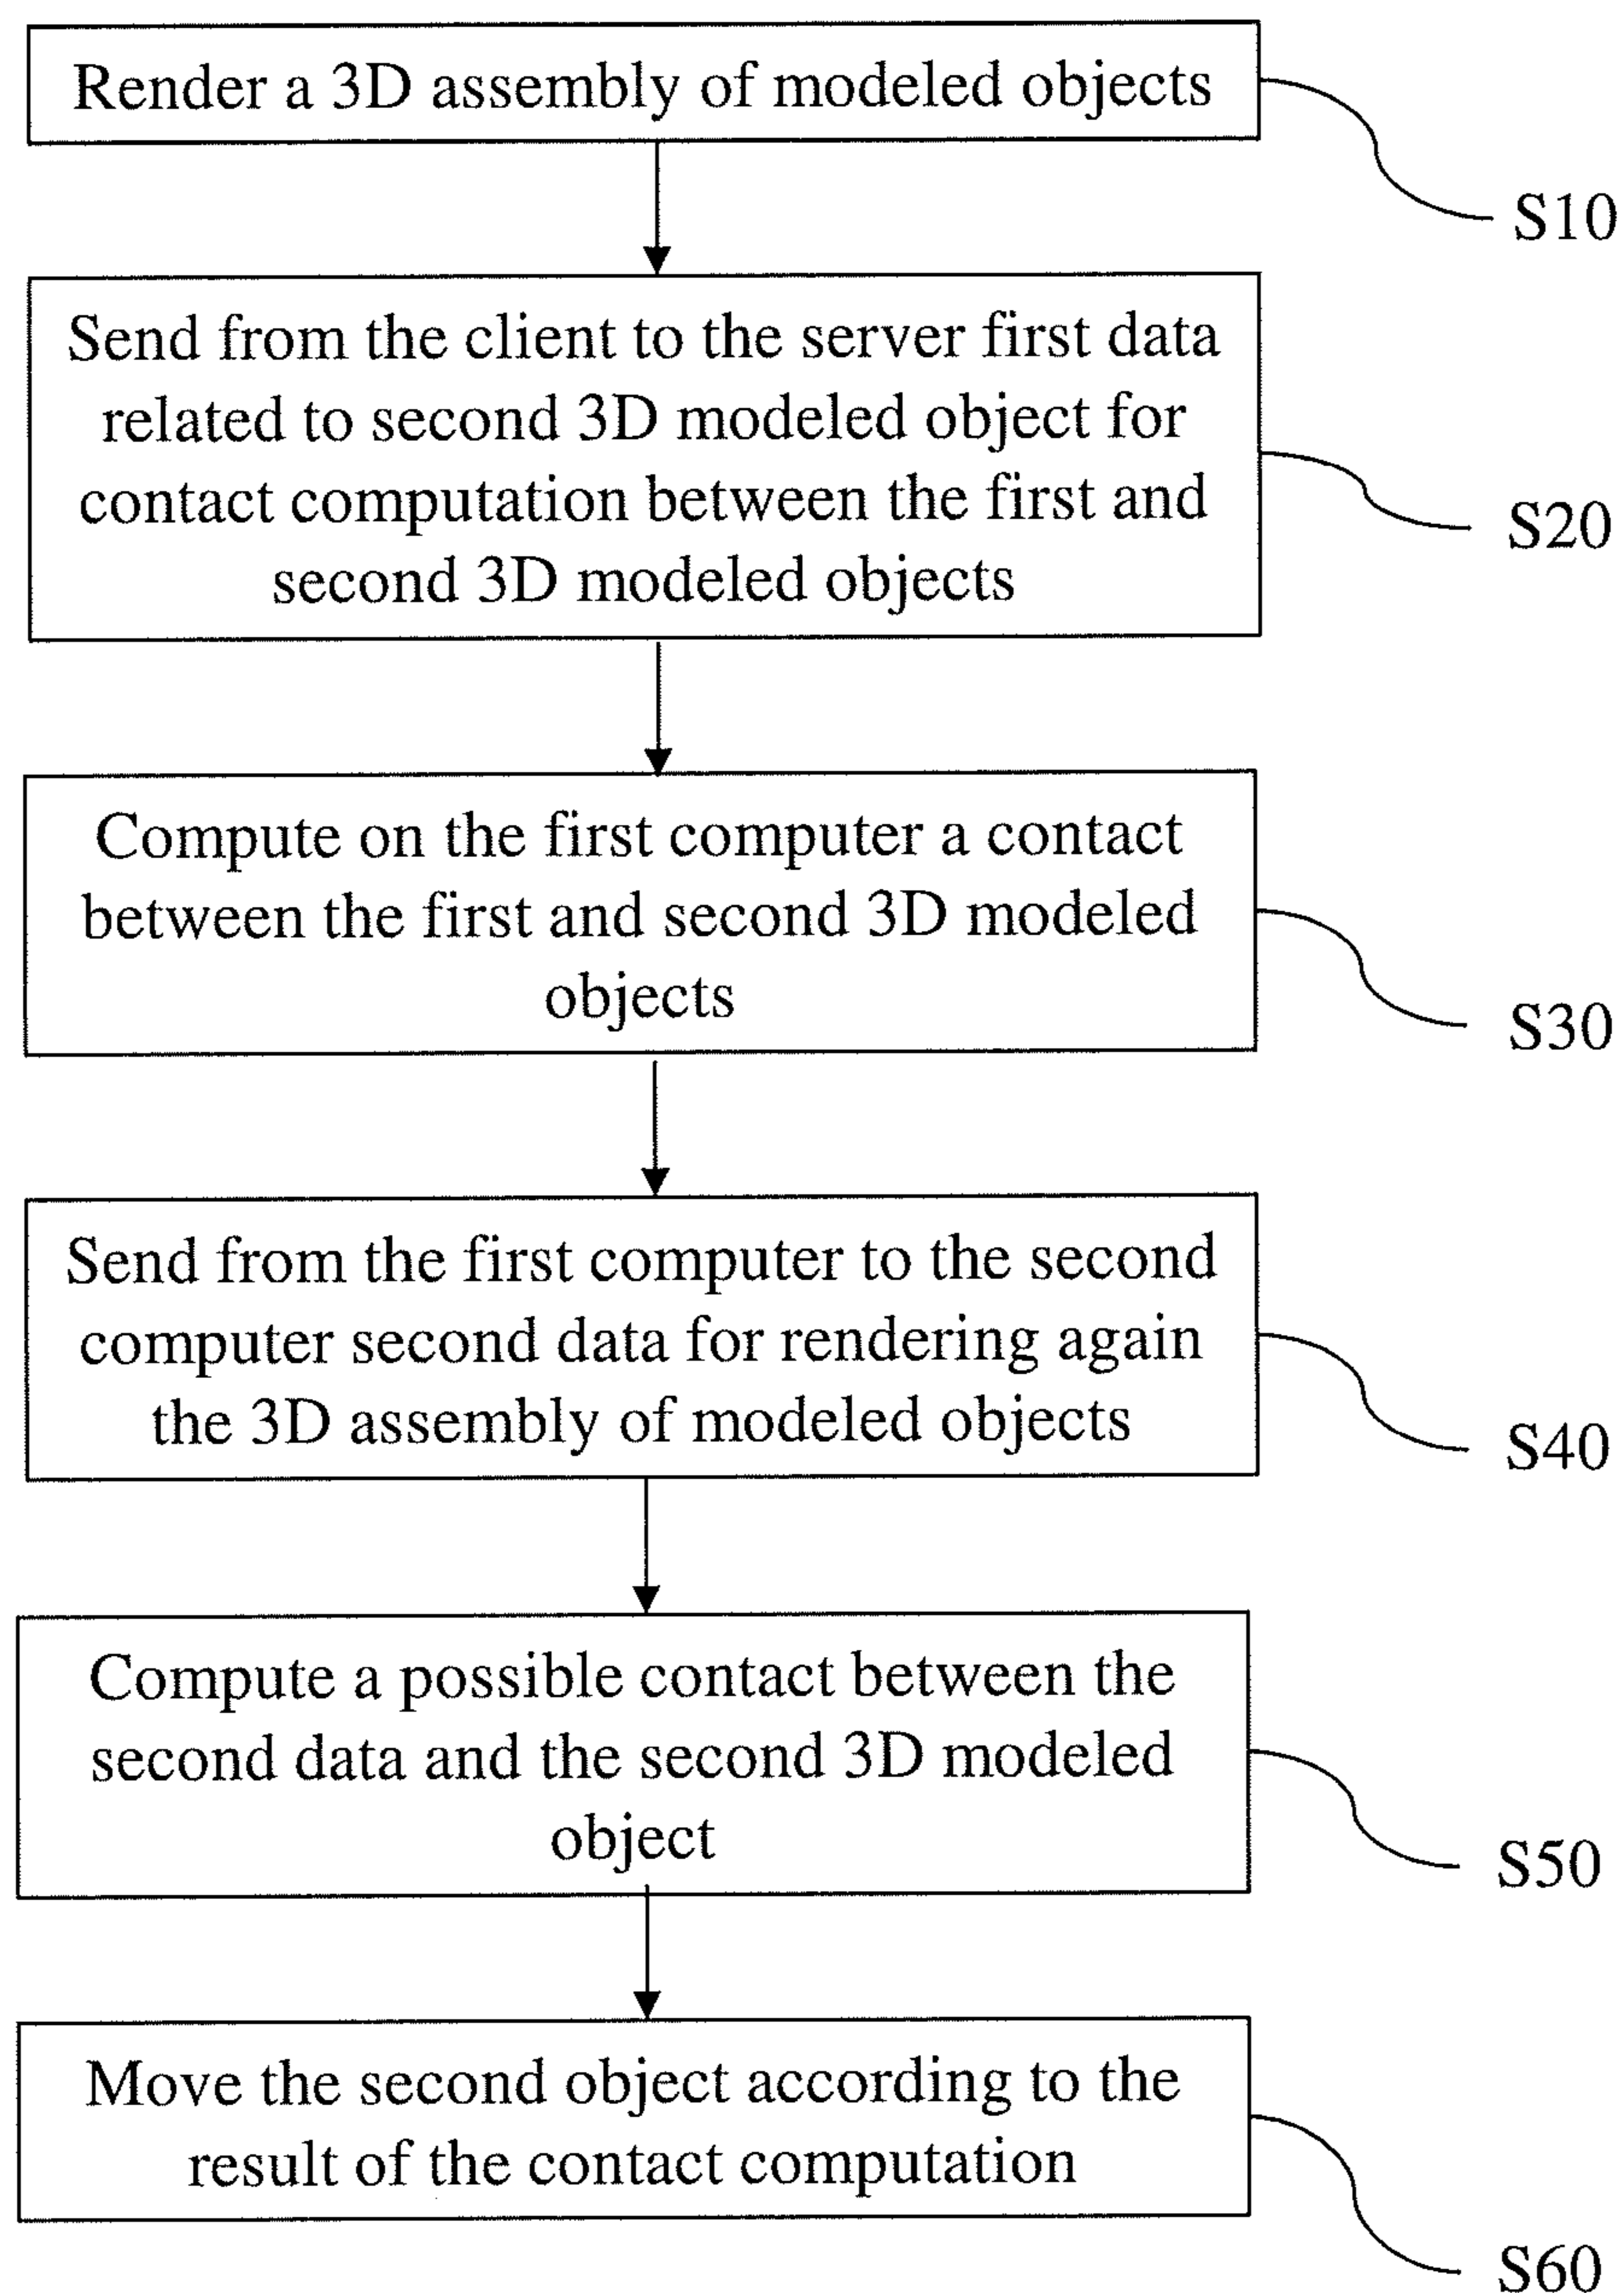 Render a 3D assembly of modeled objects
S10
Send from the client to the server first data
related to second 3D modeled object for
contact computation between the first and
second 3D modeled objects
S20
Compute on the first computer a contact
between the first and second 3D modeled
objects
S30
Send from the first computer to the second
computer second data for rendering again
the 3D assembly of modeled objects
S40
Compute a possible contact between the
second data and the second 3D modeled
object
S50
Move the second object according to the
result of the contact computation
S60